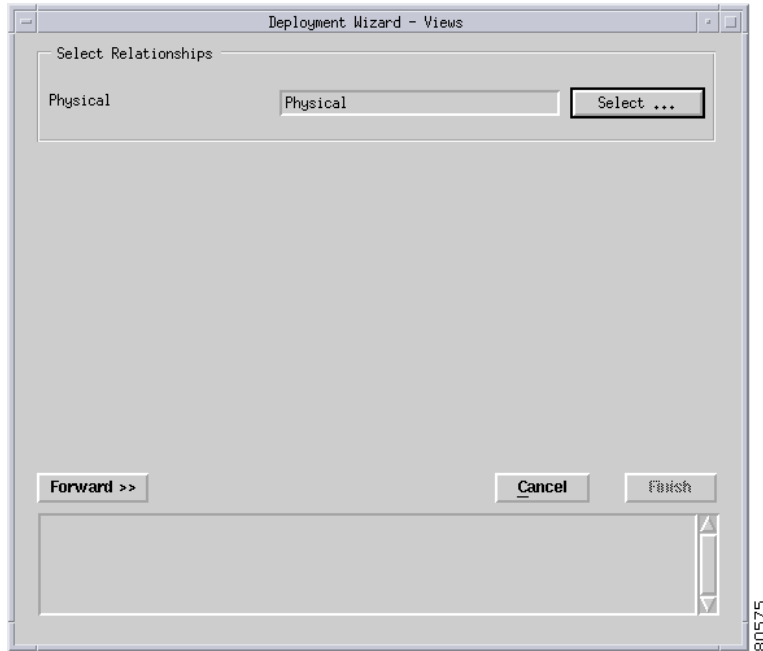 Deployment Wizard - Views
Select Relationships
Physical
Physical
Select ...
Forward >>
Cancel
Finish
80575